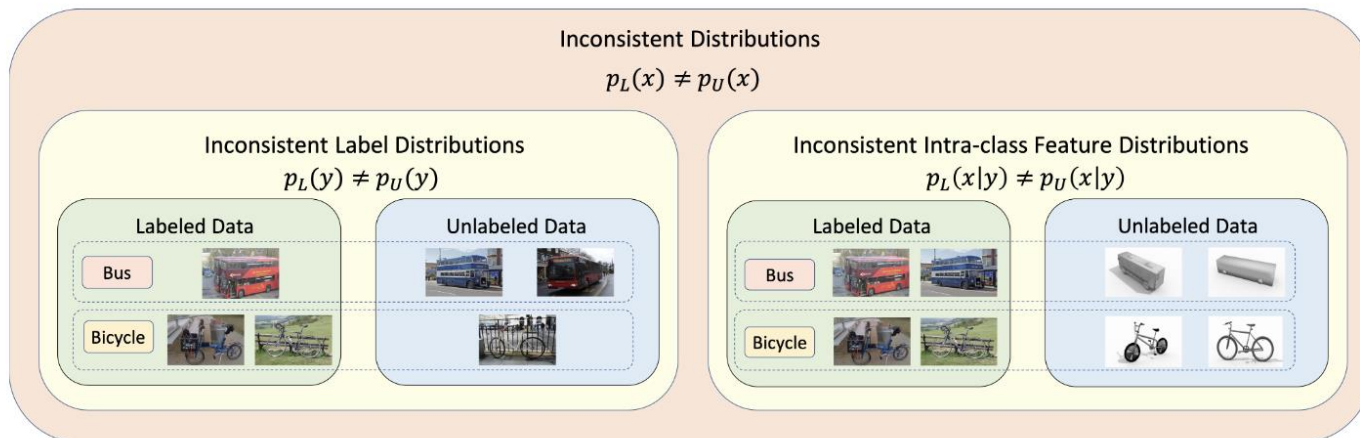 Inconsistent Distributions
p_L(x) ≠ p_U(x)
Inconsistent Label Distributions
p_L(y) ≠ p_U(y)
Labeled Data
Unlabeled Data
Bus
Bicycle
Inconsistent Intra-class Feature Distributions
p_L(x|y) ≠ p_U(x|y)
Labeled Data
Unlabeled Data
Bus
Bicycle